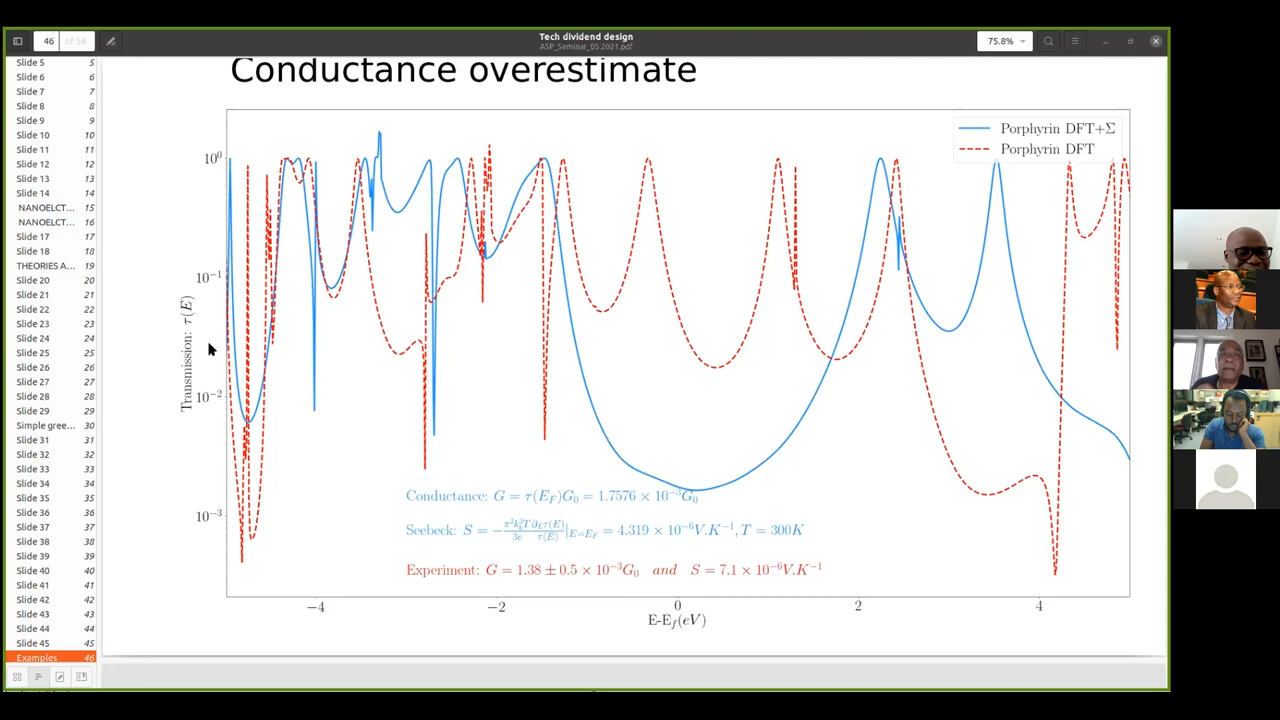 Tech dividend design
ASP_Seminar_05.2021.pdf
46 of 56
75.8%
Slide 5 5
Slide 6 6
Slide 7 7
Slide 8 8
Slide 9 9
Slide 10 10
Slide 11 11
Slide 12 12
Slide 13 13
Slide 14 14
NANOELCT... 15
NANOELCT... 16
Slide 17 17
Slide 18 18
THEORIES A... 19
Slide 20 20
Slide 21 21
Slide 22 22
Slide 23 23
Slide 24 24
Slide 25 25
Slide 26 26
Slide 27 27
Slide 28 28
Slide 29 29
Simple gree... 30
Slide 31 31
Slide 32 32
Slide 33 33
Slide 34 34
Slide 35 35
Slide 36 36
Slide 37 37
Slide 38 38
Slide 39 39
Slide 40 40
Slide 41 41
Slide 42 42
Slide 43 43
Slide 44 44
Slide 45 45
Examples 46
Conductance overestimate
Porphyrin DFT+Σ
Porphyrin DFT
10⁰
10⁻¹
10⁻²
10⁻³
Transmission: τ(E)
Conductance: G = τ(E_F)G₀ = 1.7576 × 10⁻³G₀
Seebeck: S = −π²k_b²T/3e ∂_Eτ(E)/τ(E)|_{E=E_F} = 4.319 × 10⁻⁶V.K⁻¹, T = 300K
Experiment: G = 1.38 ± 0.5 × 10⁻³G₀ and S = 7.1 × 10⁻⁶V.K⁻¹
−4 −2 0 2 4
E-E_f(eV)